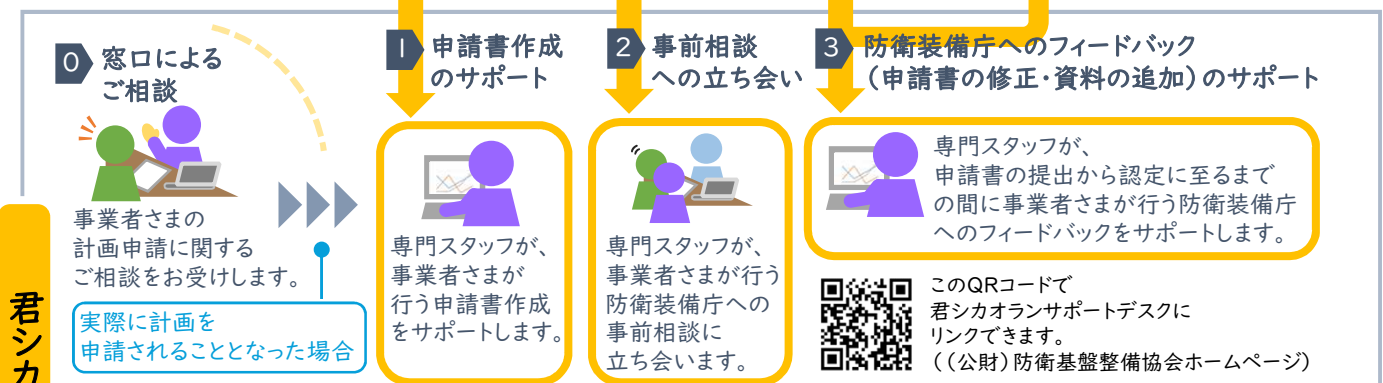 0 窓口による
ご相談
事業者さまの
計画申請に関する
ご相談をお受けします。
実際に計画を
申請されることとなった場合
1 申請書作成
のサポート
専門スタッフが、
事業者さまが
行う申請書作成
をサポートします。
2 事前相談
への立ち会い
専門スタッフが、
事業者さまが行う
防衛装備庁への
事前相談に
立ち会います。
3 防衛装備庁へのフィードバック
（申請書の修正・資料の追加）のサポート
専門スタッフが、
申請書の提出から認定に至るまで
の間に事業者さまが行う防衛装備庁
へのフィードバックをサポートします。
このQRコードで
君シカオランサポートデスクに
リンクできます。
（（公財）防衛基盤整備協会ホームページ）
君シカ